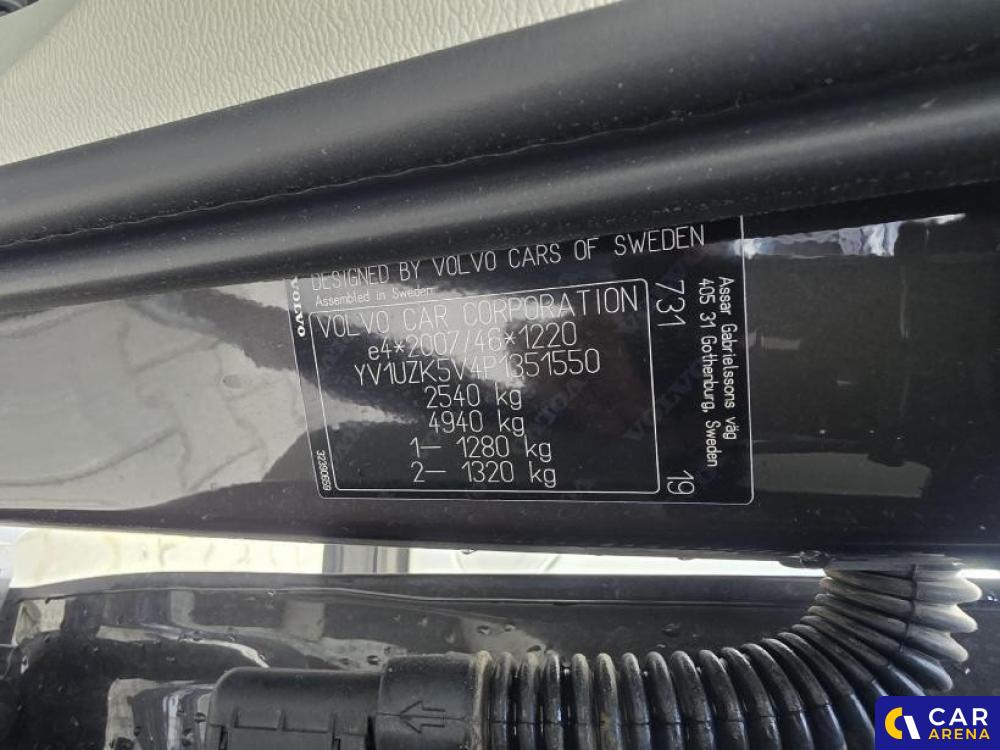 VOLVO
DESIGNED BY VOLVO CARS OF SWEDEN
Assembled in Sweden
VOLVO CAR CORPORATION
e4*2007/46*1220
YV1UZK5V4P1351550
2540 kg
4940 kg
1– 1280 kg
2– 1320 kg
731
19
Assar Gabrielssons väg
405 31 Gothenburg, Sweden
CAR
ARENA